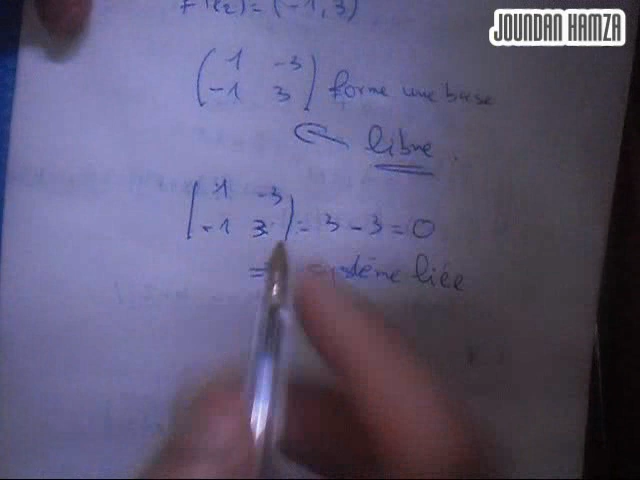 JOUNDAN HAMZA
= (-1, 3)
( 1 -3
-1 3 ) forme une base
libre.
| 1 -3
-1 3 | = 3 - 3 = 0
système liée